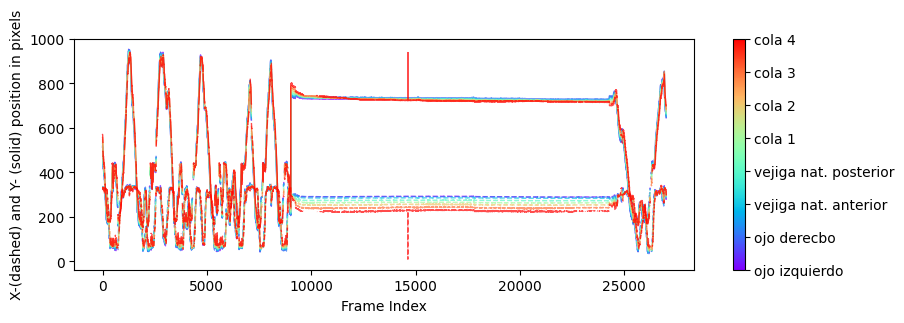 X-(dashed) and Y- (solid) position in pixels
1000
800
600
400
200
0
0 5000 10000 15000 20000 25000
Frame Index
cola 4
cola 3
cola 2
cola 1
vejiga nat. posterior
vejiga nat. anterior
ojo derecbo
ojo izquierdo